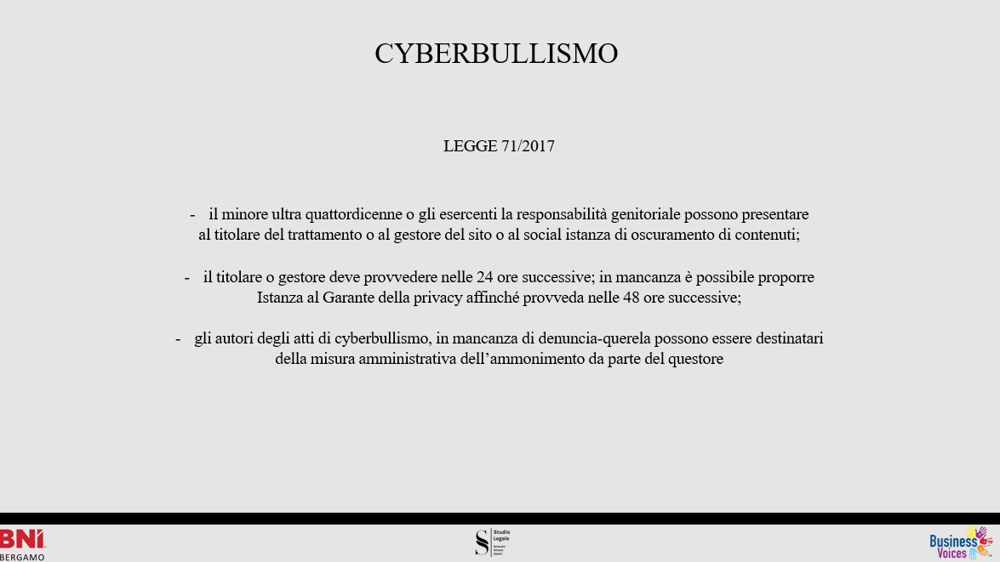 CYBERBULLISMO
LEGGE 71/2017
- il minore ultra quattordicenne o gli esercenti la responsabilità genitoriale possono presentare
al titolare del trattamento o al gestore del sito o al social istanza di oscuramento di contenuti;
- il titolare o gestore deve provvedere nelle 24 ore successive; in mancanza è possibile proporre
Istanza al Garante della privacy affinché provveda nelle 48 ore successive;
- gli autori degli atti di cyberbullismo, in mancanza di denuncia-querela possono essere destinatari
della misura amministrativa dell’ammonimento da parte del questore
BNI
BERGAMO
S
Studio
Legale
Business
Voices